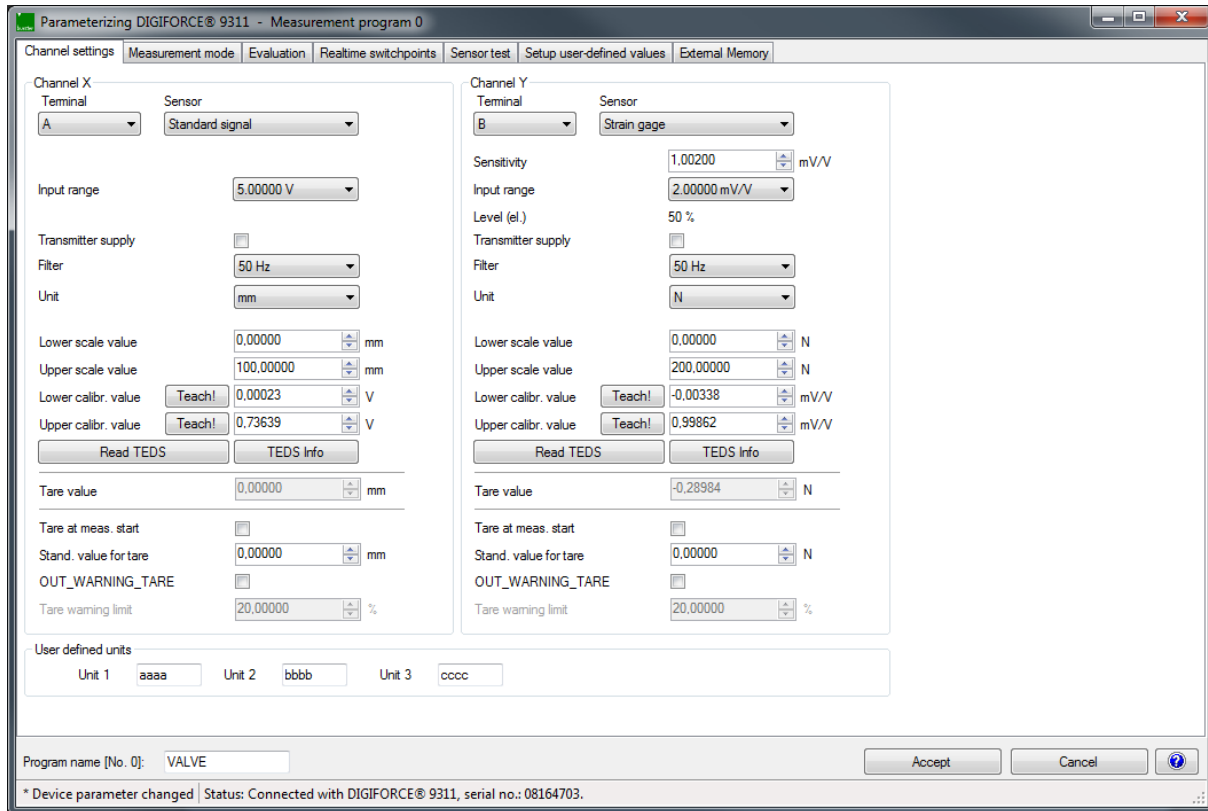 Parameterizing DIGIFORCE® 9311 - Measurement program 0
Channel settings Measurement mode Evaluation Realtime switchpoints Sensor test Setup user-defined values External Memory
Channel X
Terminal Sensor
A Standard signal
Input range 5.00000 V
Transmitter supply
Filter 50 Hz
Unit mm
Lower scale value 0,00000 mm
Upper scale value 100,00000 mm
Lower calibr. value Teach! 0,00023 V
Upper calibr. value Teach! 0,73639 V
Read TEDS TEDS Info
Tare value 0,00000 mm
Tare at meas. start
Stand. value for tare 0,00000 mm
OUT_WARNING_TARE
Tare warning limit 20,00000 %
Channel Y
Terminal Sensor
B Strain gage
Sensitivity 1,00200 mV/V
Input range 2.00000 mV/V
Level (el.) 50 %
Transmitter supply
Filter 50 Hz
Unit N
Lower scale value 0,00000 N
Upper scale value 200,00000 N
Lower calibr. value Teach! -0,00338 mV/V
Upper calibr. value Teach! 0,99862 mV/V
Read TEDS TEDS Info
Tare value -0,28984 N
Tare at meas. start
Stand. value for tare 0,00000 N
OUT_WARNING_TARE
Tare warning limit 20,00000 %
User defined units
Unit 1 aaaa Unit 2 bbbb Unit 3 cccc
Program name [No. 0]: VALVE Accept Cancel ?
* Device parameter changed Status: Connected with DIGIFORCE® 9311, serial no.: 08164703.